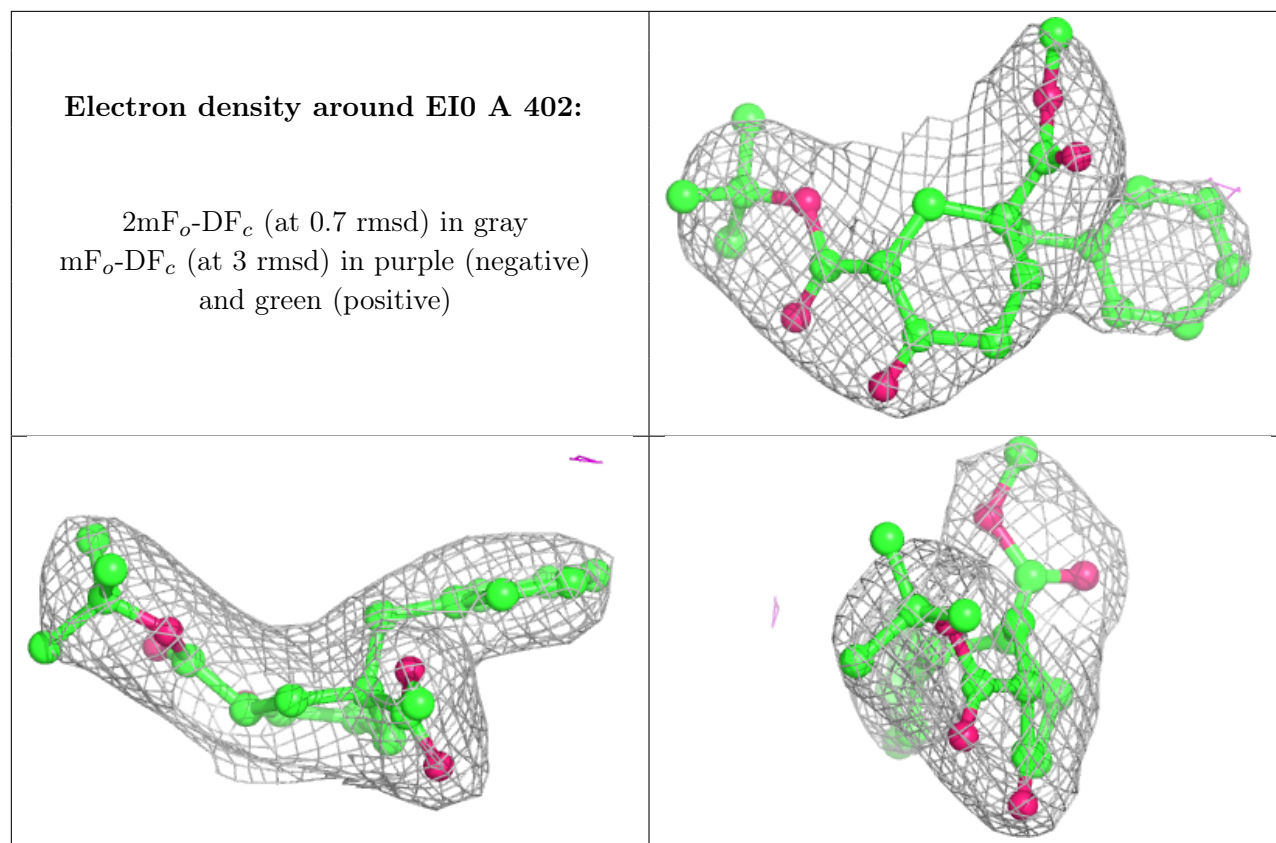 Electron density around EI0 A 402:
2mFₒ-DF𝒸 (at 0.7 rmsd) in gray
mFₒ-DF𝒸 (at 3 rmsd) in purple (negative)
and green (positive)